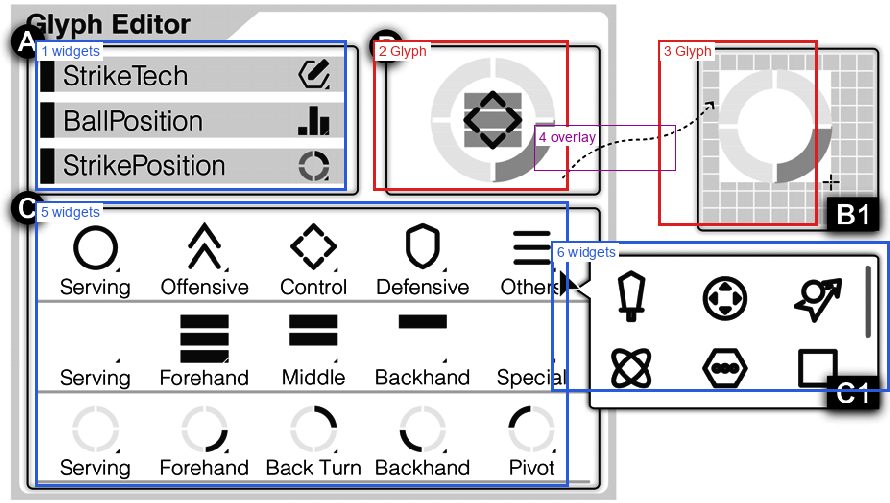 Glyph Editor
A
1 widgets
StrikeTech
BallPosition
StrikePosition
2 Glyph
3 Glyph
4 overlay
B1
C
5 widgets
Serving Offensive Control Defensive Others
Serving Forehand Middle Backhand Special
Serving Forehand Back Turn Backhand Pivot
6 widgets
C1